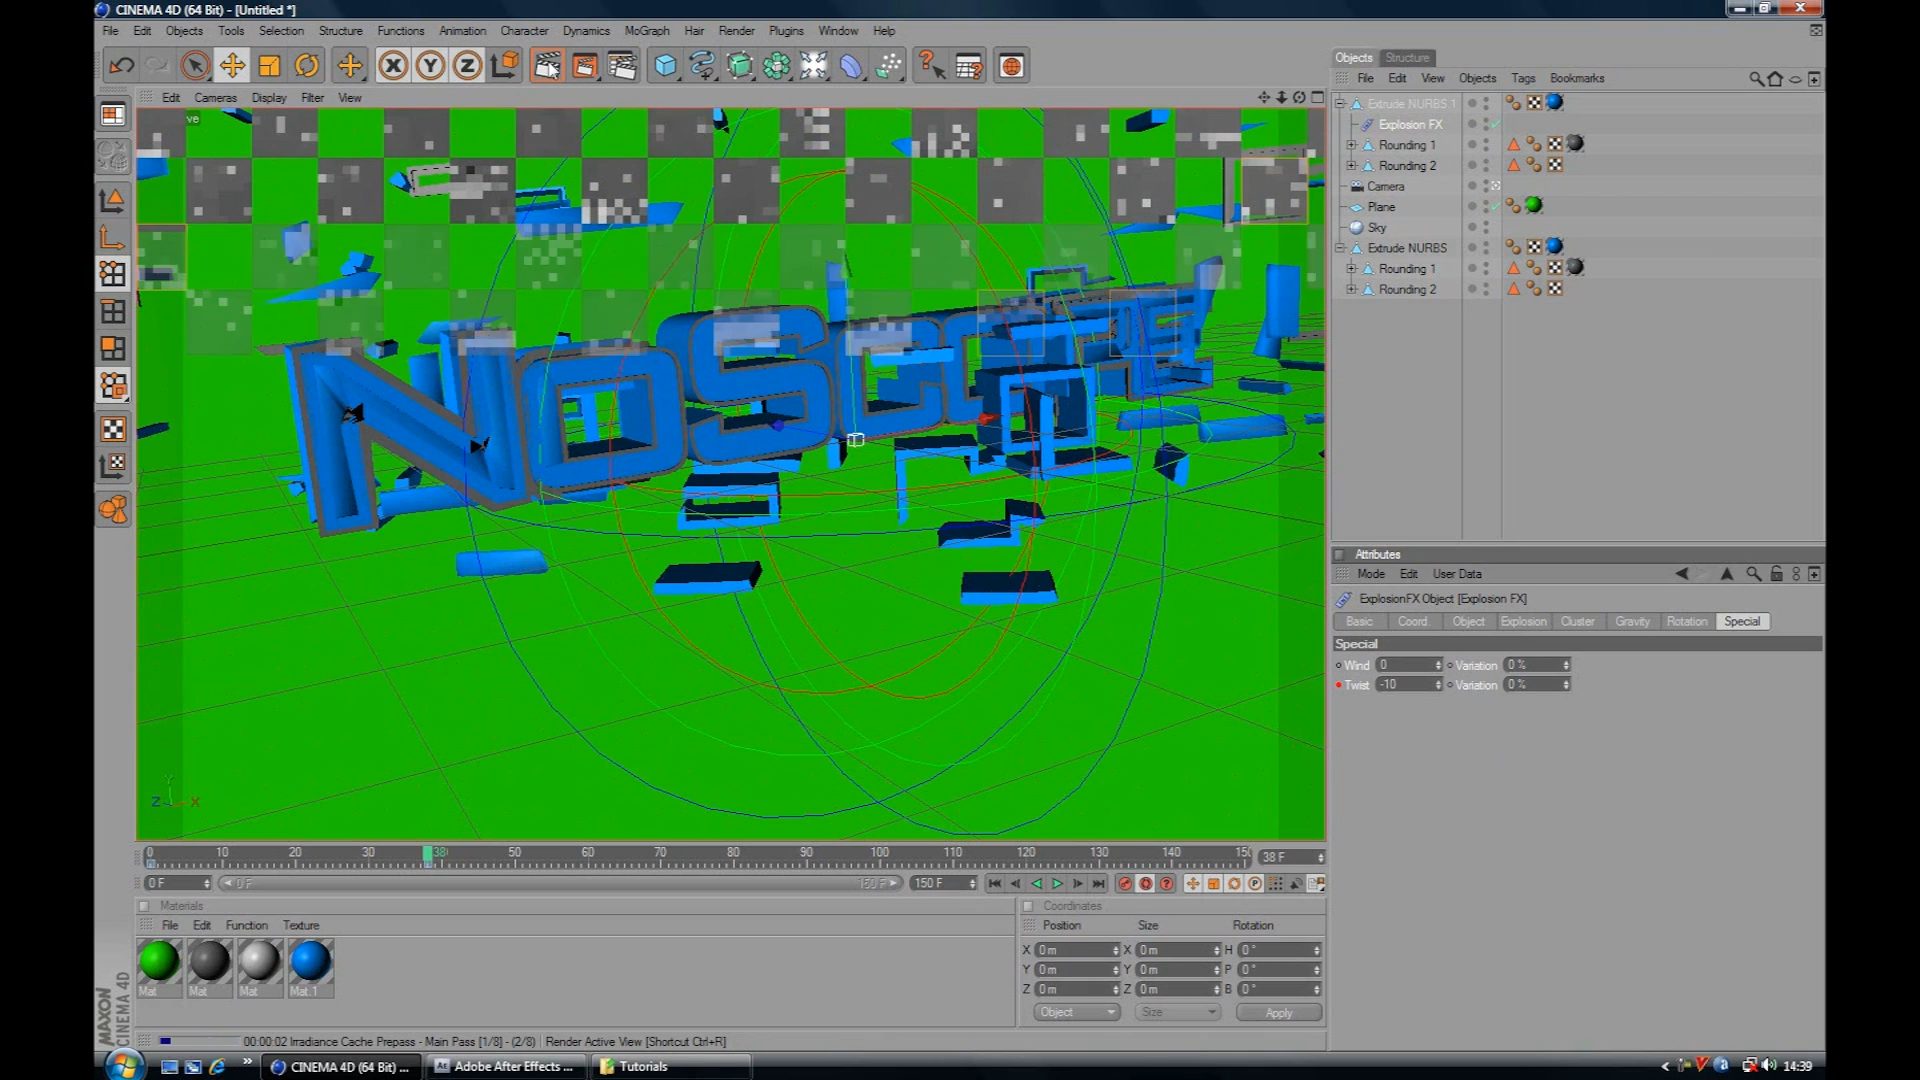 CINEMA 4D (64 Bit) - [Untitled *]
File Edit Objects Tools Selection Structure Functions Animation Character Dynamics MoGraph Hair Render Plugins Window Help
X Y Z
Edit Cameras Display Filter View
ve
NOSCOPE
Z X
0 10 20 30 38 50 60 70 80 90 100 110 120 130 140 150
38 F
0 F
0 F
150 F
150 F
Materials
File Edit Function Texture
Mat Mat Mat Mat.1
Coordinates
Position Size Rotation
X 0 m X 0 m H 0 °
Y 0 m Y 0 m P 0 °
Z 0 m Z 0 m B 0 °
Object Size Apply
MAXON
CINEMA 4D
00:00:02 Irradiance Cache Prepass - Main Pass [1/8] - (2/8) Render Active View [Shortcut Ctrl+R]
Objects Structure
File Edit View Objects Tags Bookmarks
Extrude NURBS 1
Explosion FX
Rounding 1
Rounding 2
Camera
Plane
Sky
Extrude NURBS
Rounding 1
Rounding 2
Attributes
Mode Edit User Data
ExplosionFX Object [Explosion FX]
Basic Coord. Object Explosion Cluster Gravity Rotation Special
Special
Wind 0 Variation 0 %
Twist -10 Variation 0 %
CINEMA 4D (64 Bit) ...
Adobe After Effects ...
Tutorials
14:39